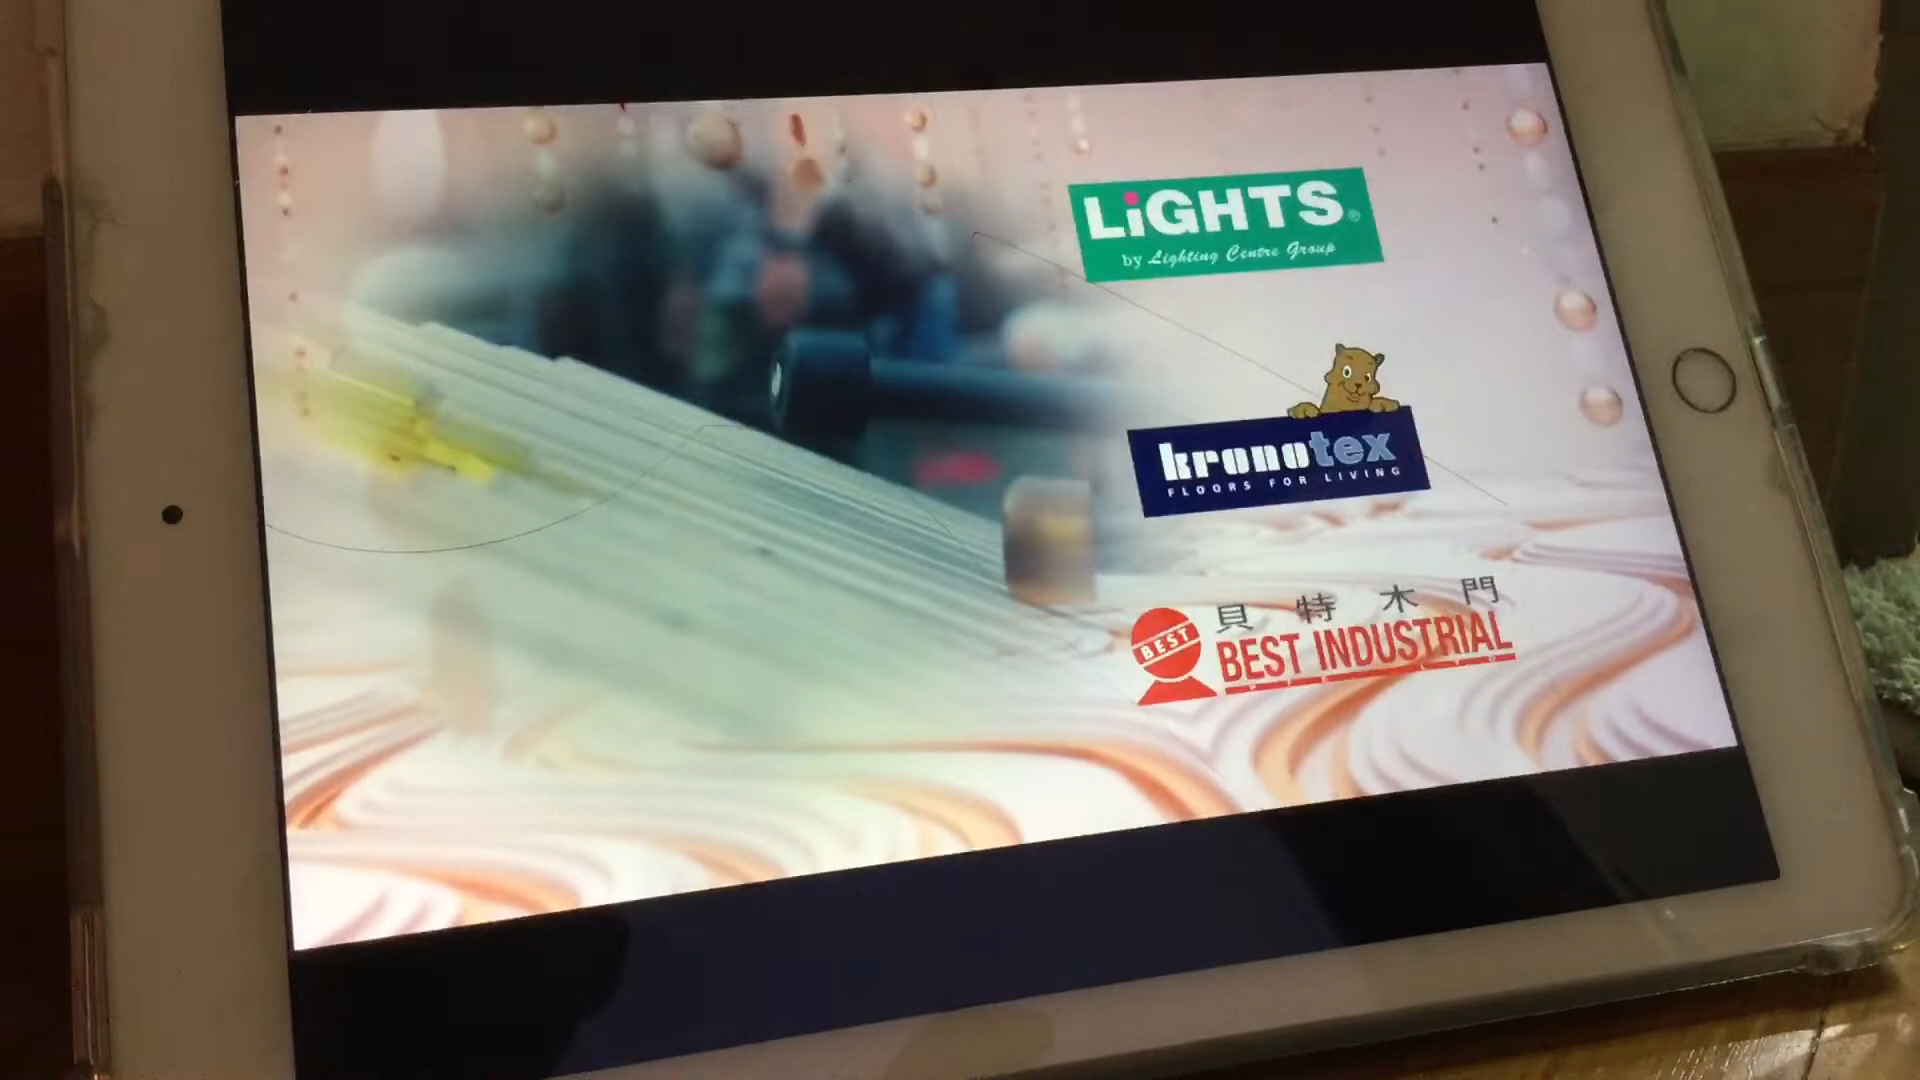 LiGHTS®
by Lighting Centre Group
kronotex
FLOORS FOR LIVING
貝特木門
BEST
BEST INDUSTRIAL